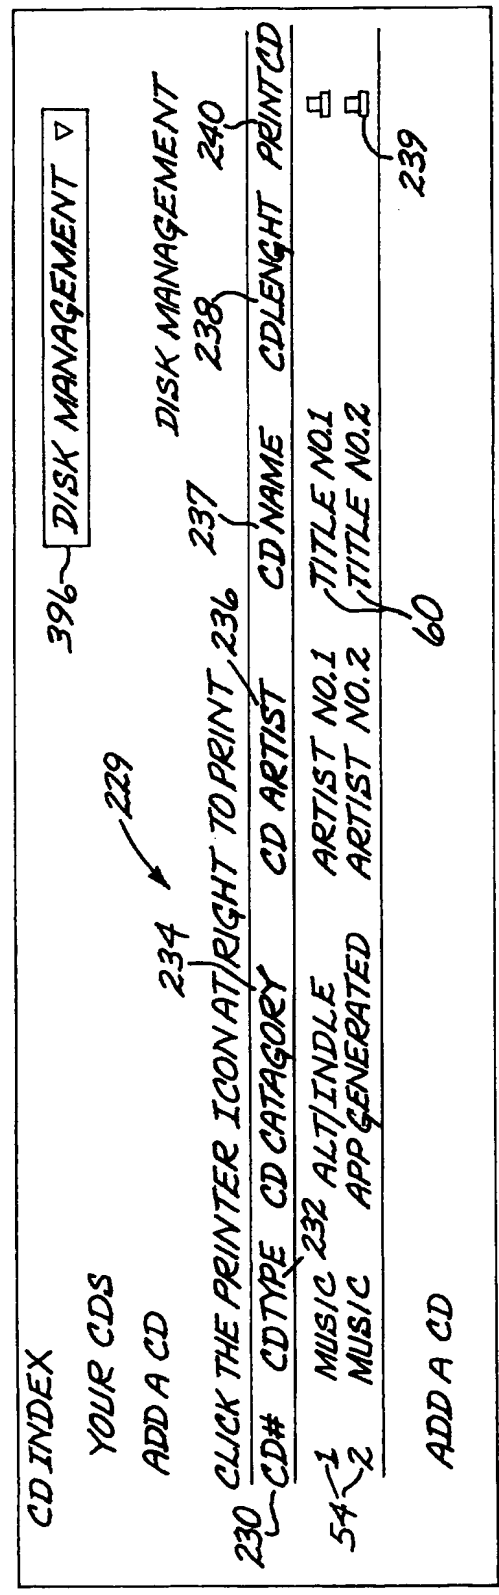 CD INDEX
396 DISK MANAGEMENT ▽
YOUR CDS
229
ADD A CD
DISK MANAGEMENT
234
CLICK THE PRINTER ICON AT/RIGHT TO PRINT 236 237 238 240
230 CD# CD TYPE CD CATAGORY CD ARTIST CD NAME CDLENGHT PRINT CD
232
54 1 MUSIC ALT/INDLE ARTIST NO.1 TITLE NO.1
2 MUSIC APP GENERATED ARTIST NO.2 TITLE NO.2
60 239
ADD A CD